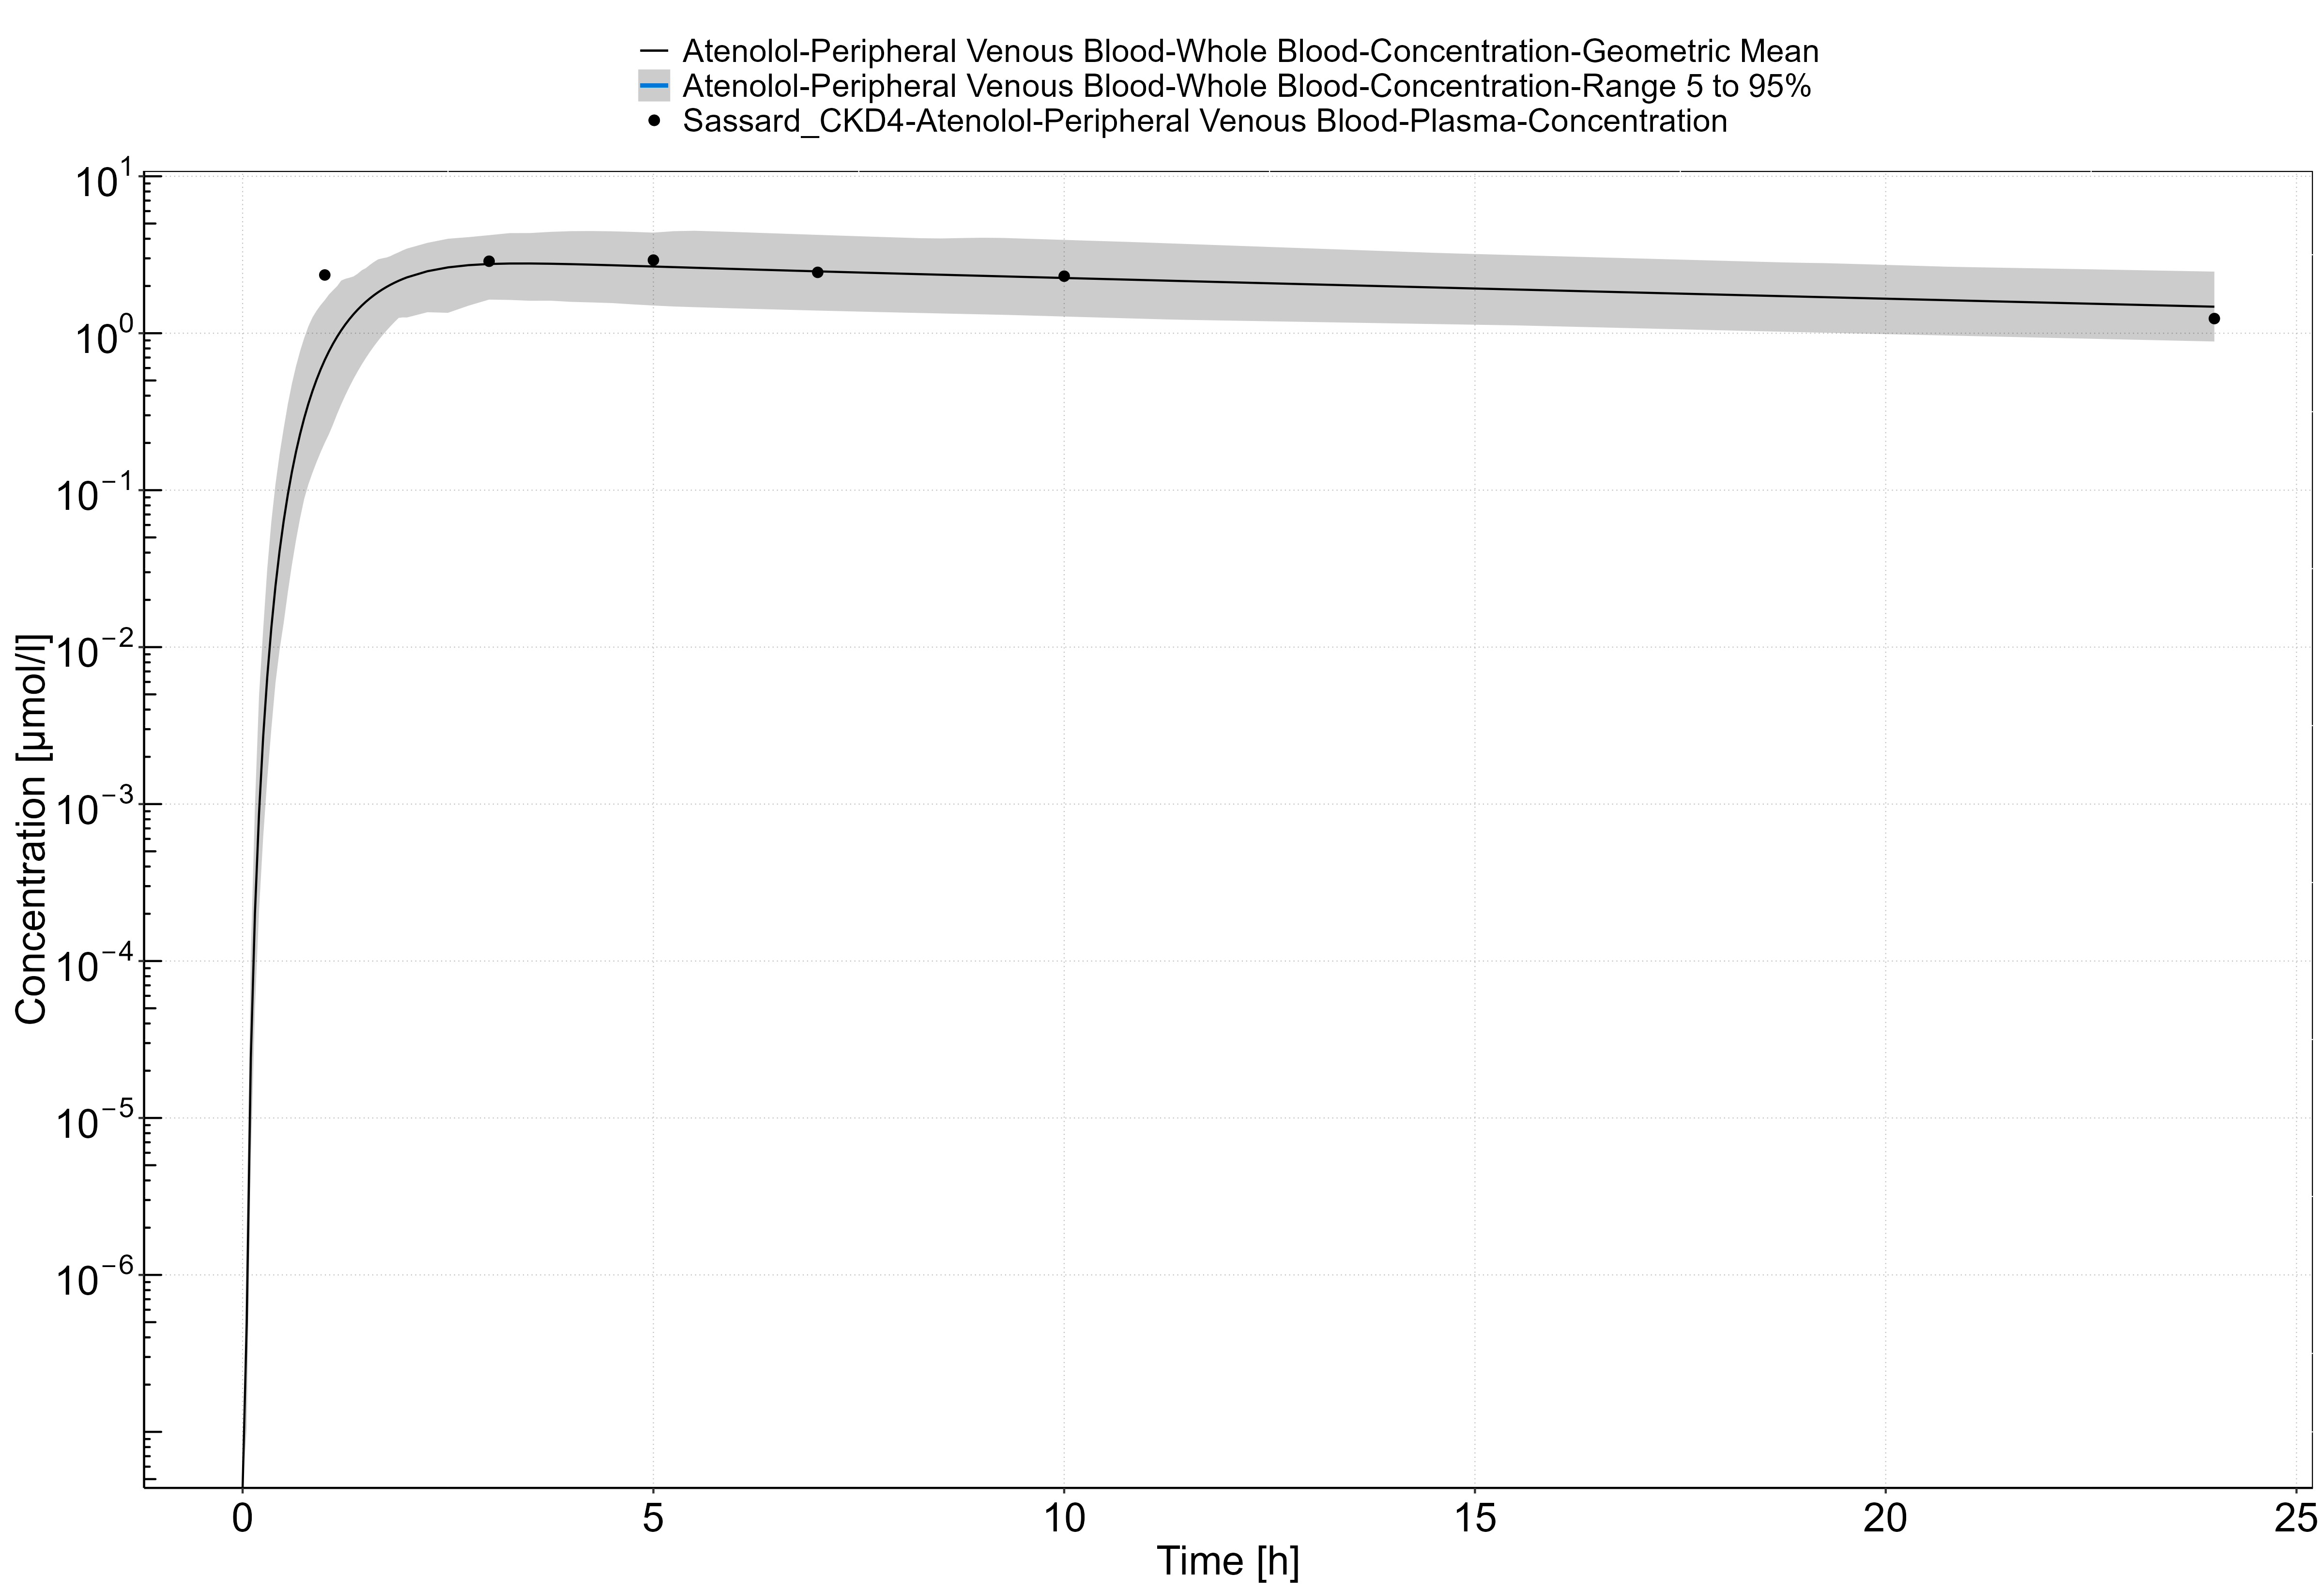 Atenolol-Peripheral Venous Blood-Whole Blood-Concentration-Geometric Mean
Atenolol-Peripheral Venous Blood-Whole Blood-Concentration-Range 5 to 95%
Sassard_CKD4-Atenolol-Peripheral Venous Blood-Plasma-Concentration
10¹
10⁰
10⁻¹
10⁻²
10⁻³
10⁻⁴
10⁻⁵
10⁻⁶
Concentration [µmol/l]
0 5 10 15 20 25
Time [h]